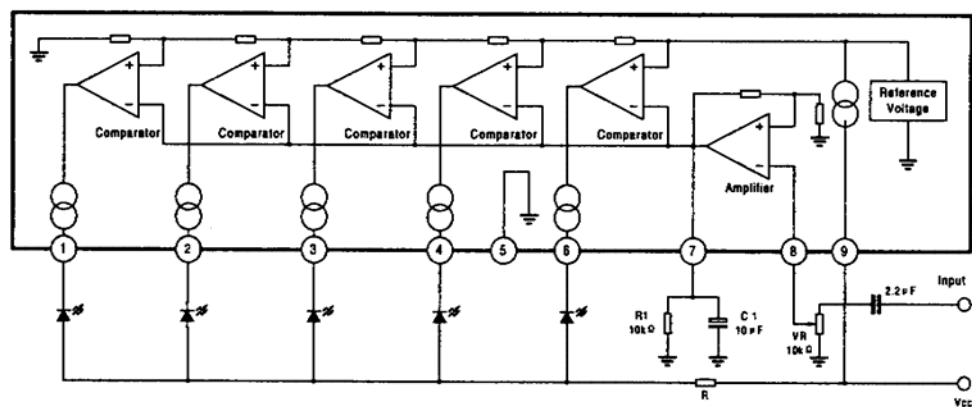 +
+
+
+
+
-
-
-
-
-
Reference
Voltage
Comparator
Comparator
Comparator
Comparator
Comparator
+
-
Amplifier
1
2
3
4
5
6
7
8
9
Input
2.2μF
R1
10kΩ
C1
10μF
VR
10kΩ
R
Vcc